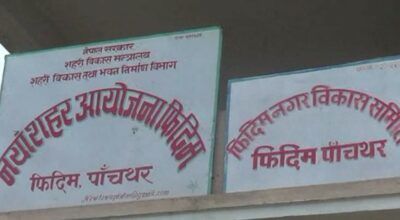 नेपाल सरकार
शहरी विकास मन्त्रालय
शहरी विकास तथा भवन निर्माण विभाग
नयाँ शहर आयोजना फिदिम
फिदिम, पाँचथर
फिदिम नगर विकास समिति
फिदिम पाँचथर